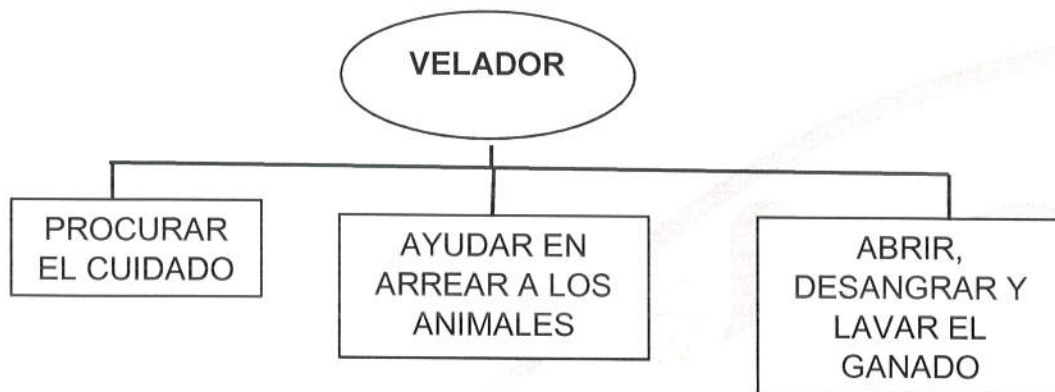 VELADOR
PROCURAR
EL CUIDADO
AYUDAR EN
ARREAR A LOS
ANIMALES
ABRIR,
DESANGRAR Y
LAVAR EL
GANADO